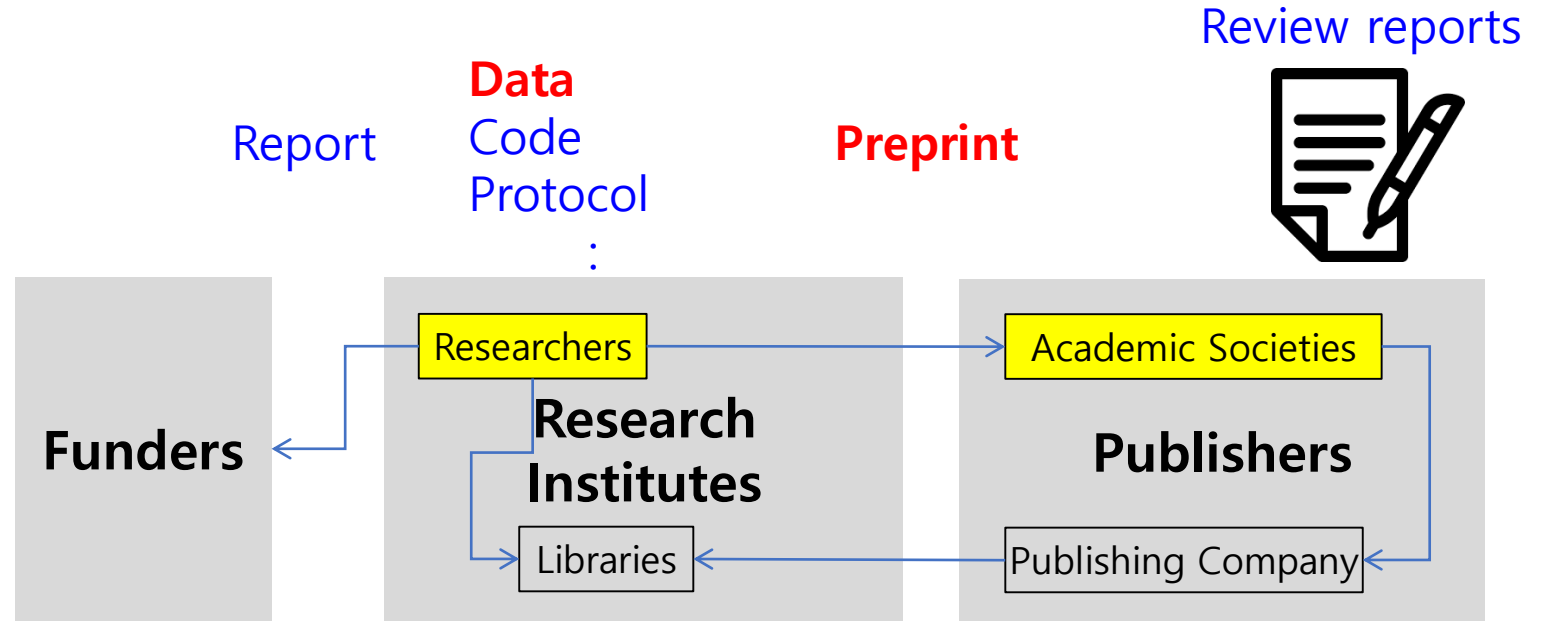 Review reports
Data
Report
Code
Preprint
Protocol
:
Researchers
Academic Societies
Funders
Research
Institutes
Publishers
Libraries
Publishing Company